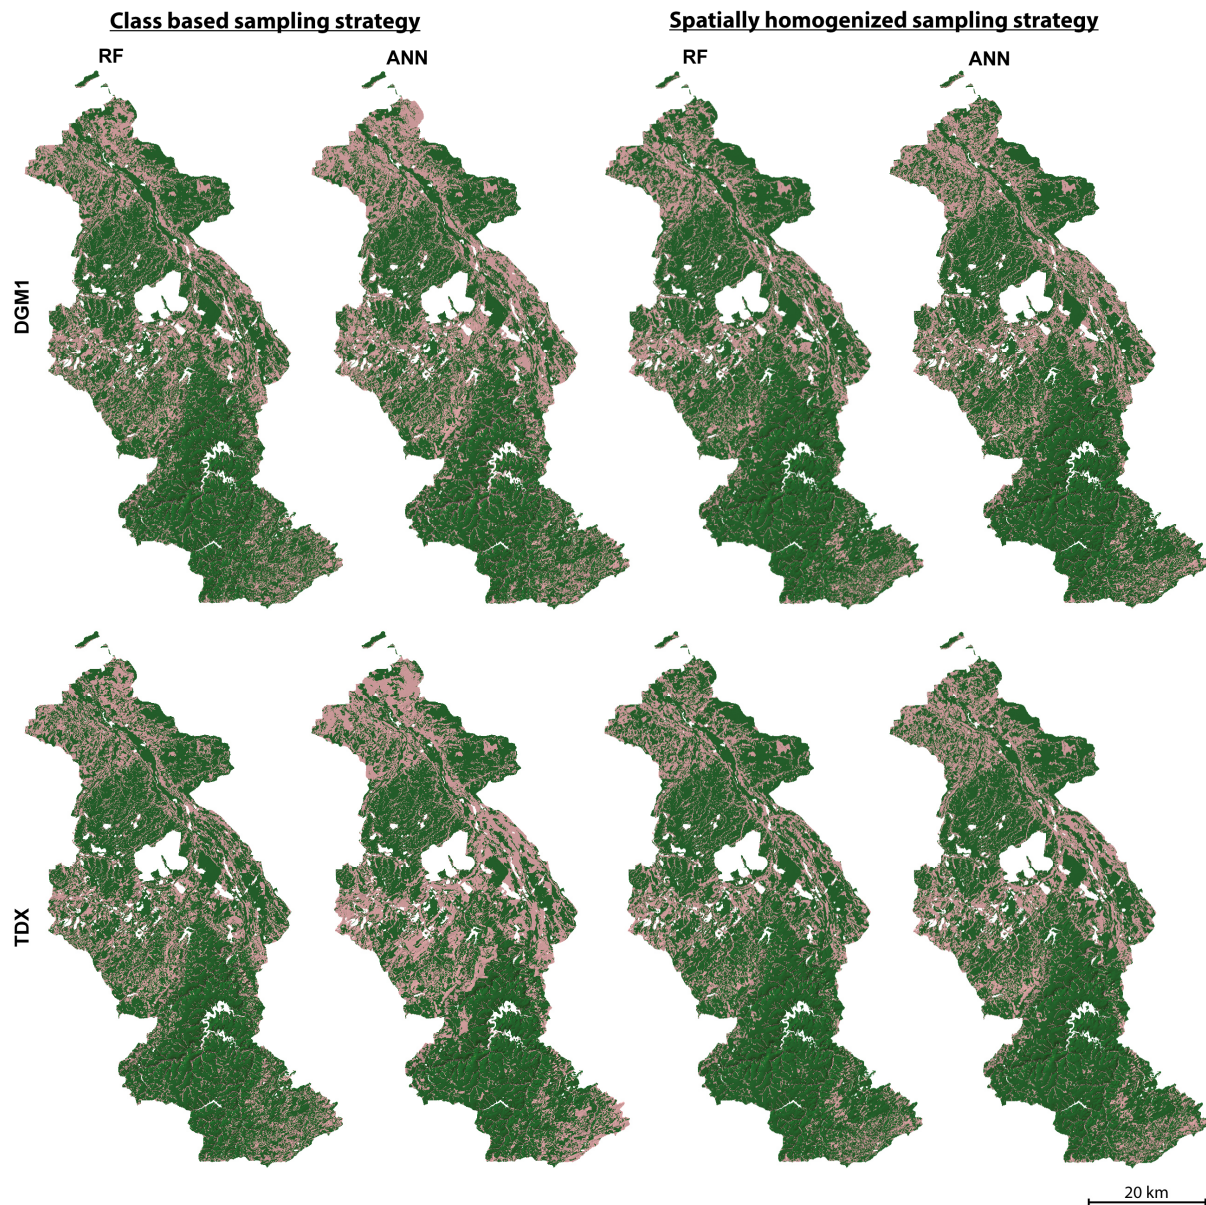 Class based sampling strategy
Spatially homogenized sampling strategy
RF
ANN
RF
ANN
DGM1
TDX
20 km